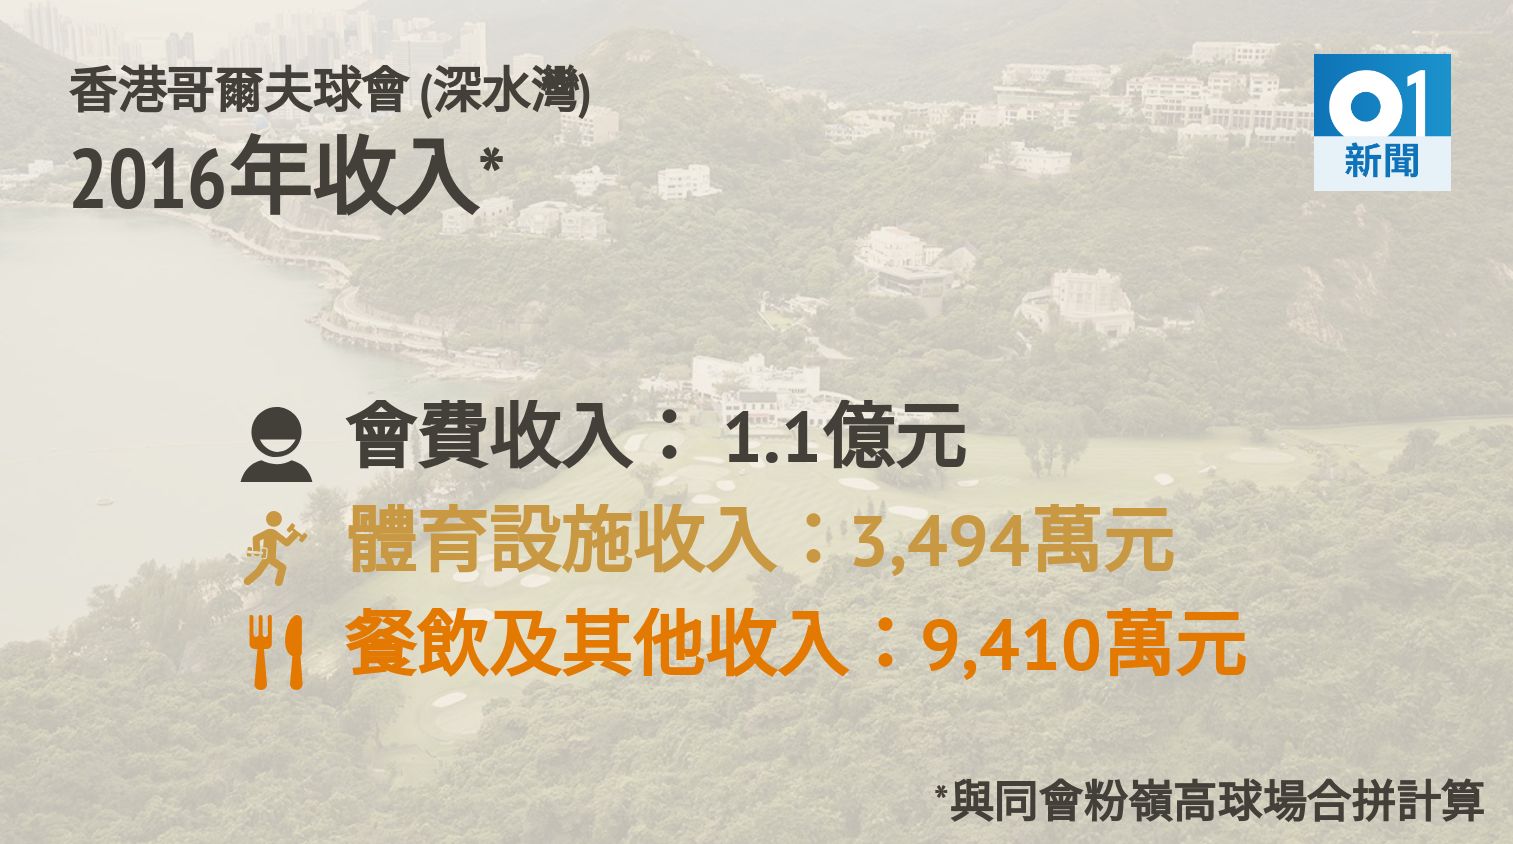 香港哥爾夫球會 (深水灣)
2016年收入*
01
新聞
會費收入： 1.1億元
體育設施收入：3,494萬元
餐飲及其他收入：9,410萬元
*與同會粉嶺高球場合拼計算